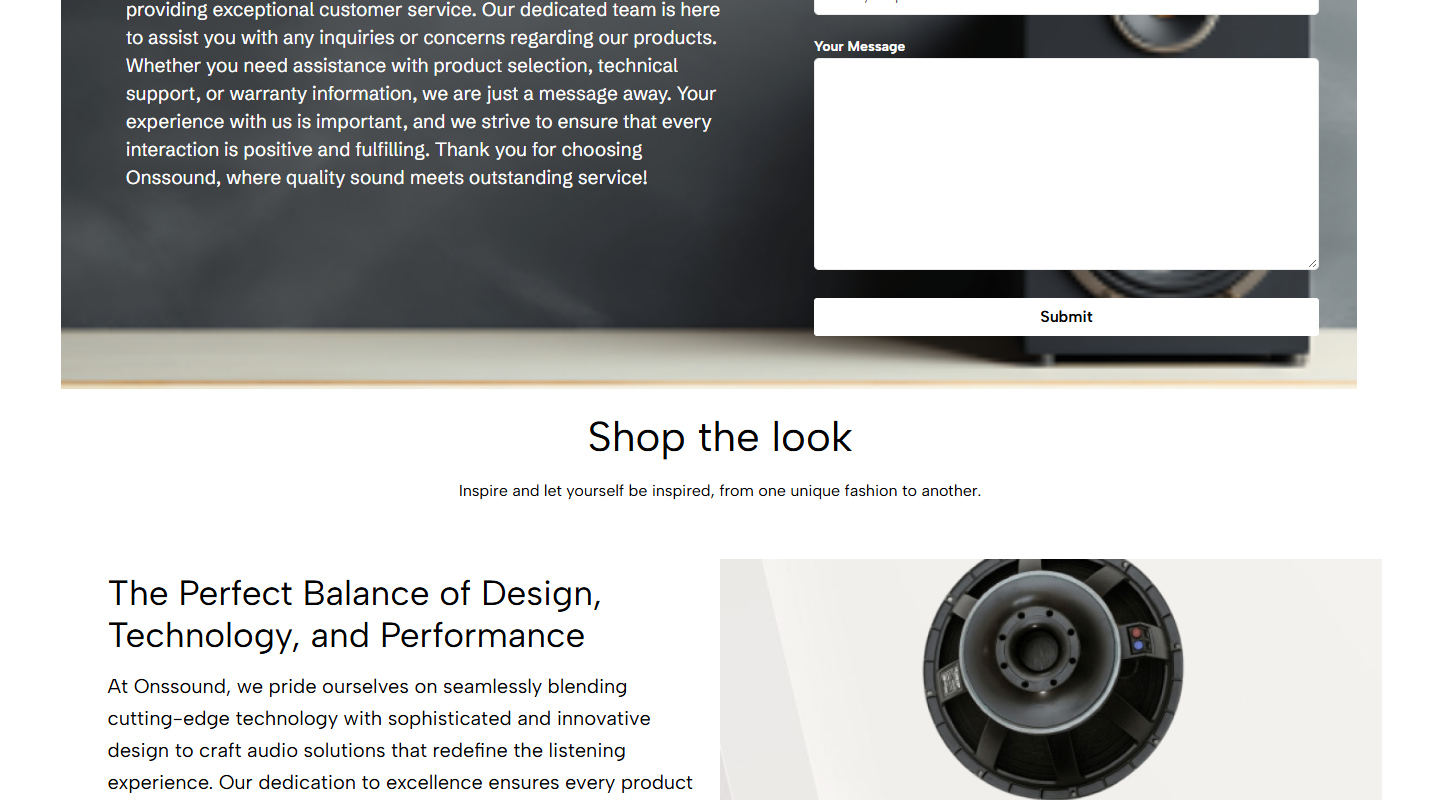 providing exceptional customer service. Our dedicated team is here
to assist you with any inquiries or concerns regarding our products.
Whether you need assistance with product selection, technical
support, or warranty information, we are just a message away. Your
experience with us is important, and we strive to ensure that every
interaction is positive and fulfilling. Thank you for choosing
Onssound, where quality sound meets outstanding service!
Your Message
Submit
Shop the look
Inspire and let yourself be inspired, from one unique fashion to another.
The Perfect Balance of Design,
Technology, and Performance
At Onssound, we pride ourselves on seamlessly blending
cutting-edge technology with sophisticated and innovative
design to craft audio solutions that redefine the listening
experience. Our dedication to excellence ensures every product